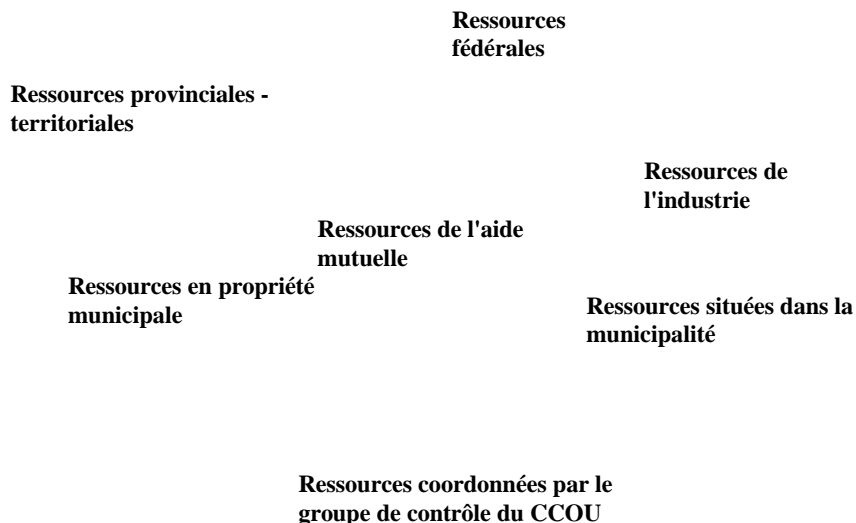 Ressources
fédérales
Ressources provinciales -
territoriales
Ressources de
l'industrie
Ressources de l'aide
mutuelle
Ressources en propriété
municipale
Ressources situées dans la
municipalité
Ressources coordonnées par le
groupe de contrôle du CCOU